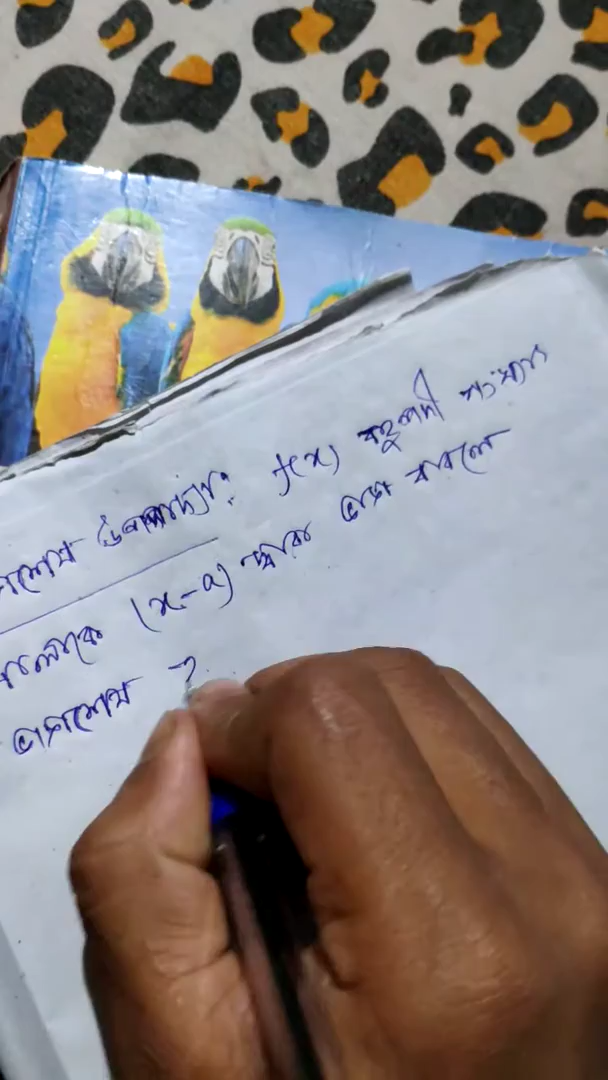 উপপাদ্য: f(x) বহুপদী সংখ্যার
(x-a) দ্বারা ভাগ করলে
ভাগশেষ